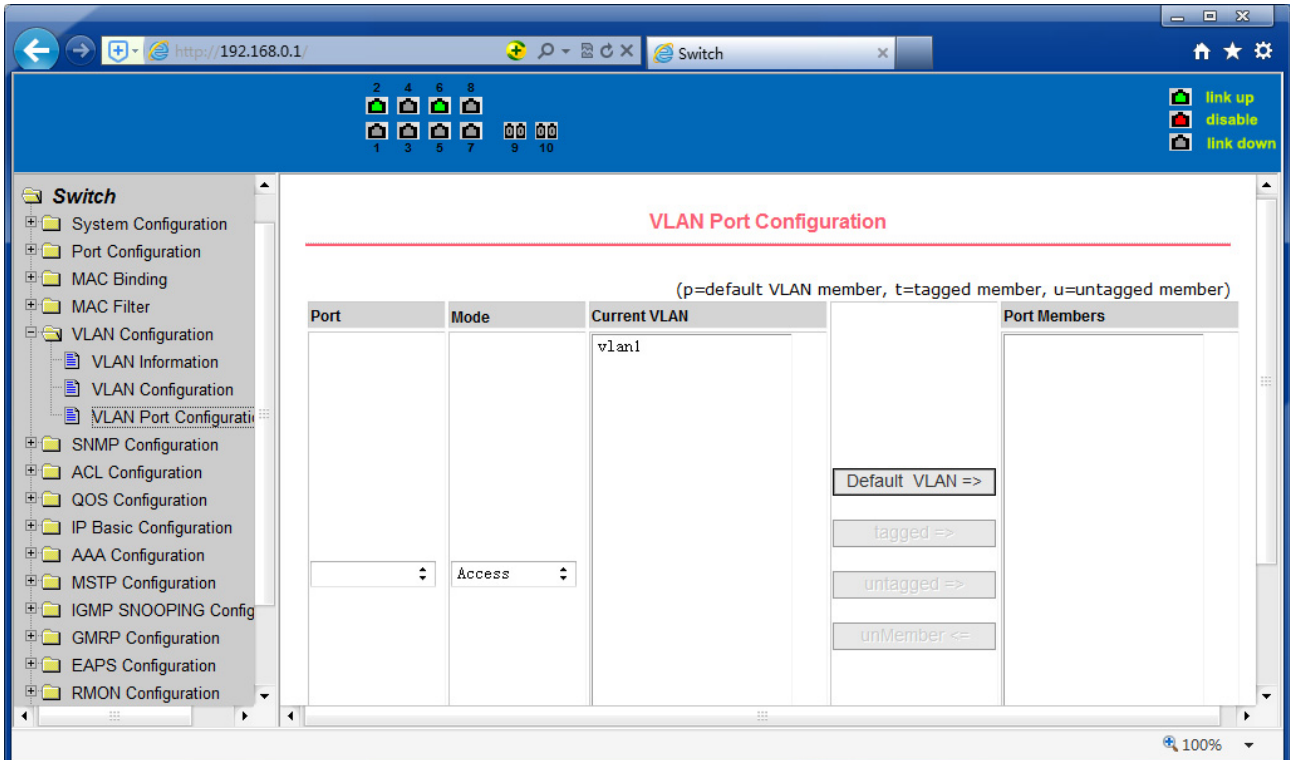 http://192.168.0.1/
Switch
2 4 6 8
1 3 5 7 9 10
link up
disable
link down
Switch
System Configuration
Port Configuration
MAC Binding
MAC Filter
VLAN Configuration
VLAN Information
VLAN Configuration
VLAN Port Configurati
SNMP Configuration
ACL Configuration
QOS Configuration
IP Basic Configuration
AAA Configuration
MSTP Configuration
IGMP SNOOPING Config
GMRP Configuration
EAPS Configuration
RMON Configuration
VLAN Port Configuration
(p=default VLAN member, t=tagged member, u=untagged member)
Port Mode Current VLAN Port Members
vlan1
Access
Default VLAN =>
tagged =>
untagged =>
unMember <=
100%